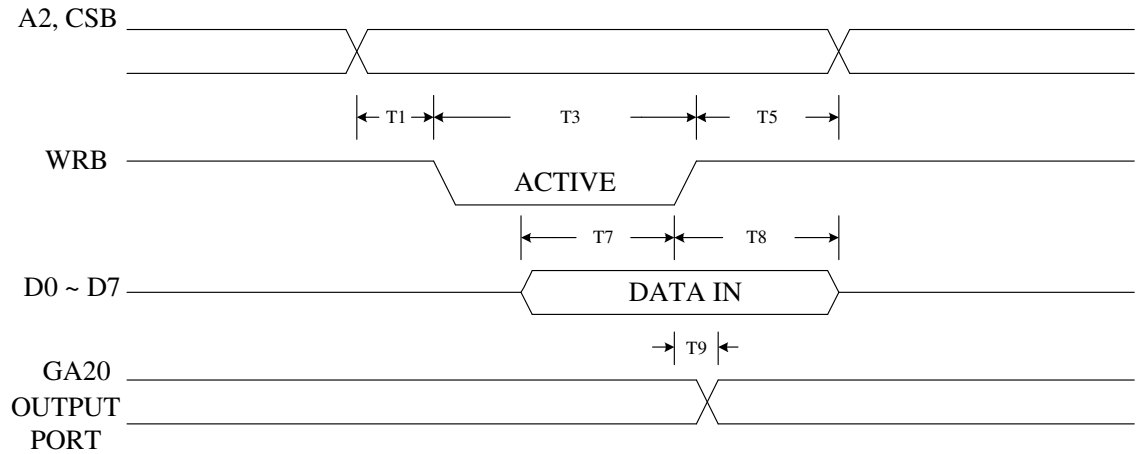 A2, CSB
T1
T3
T5
WRB
ACTIVE
T7
T8
D0 ~ D7
DATA IN
T9
GA20
OUTPUT
PORT